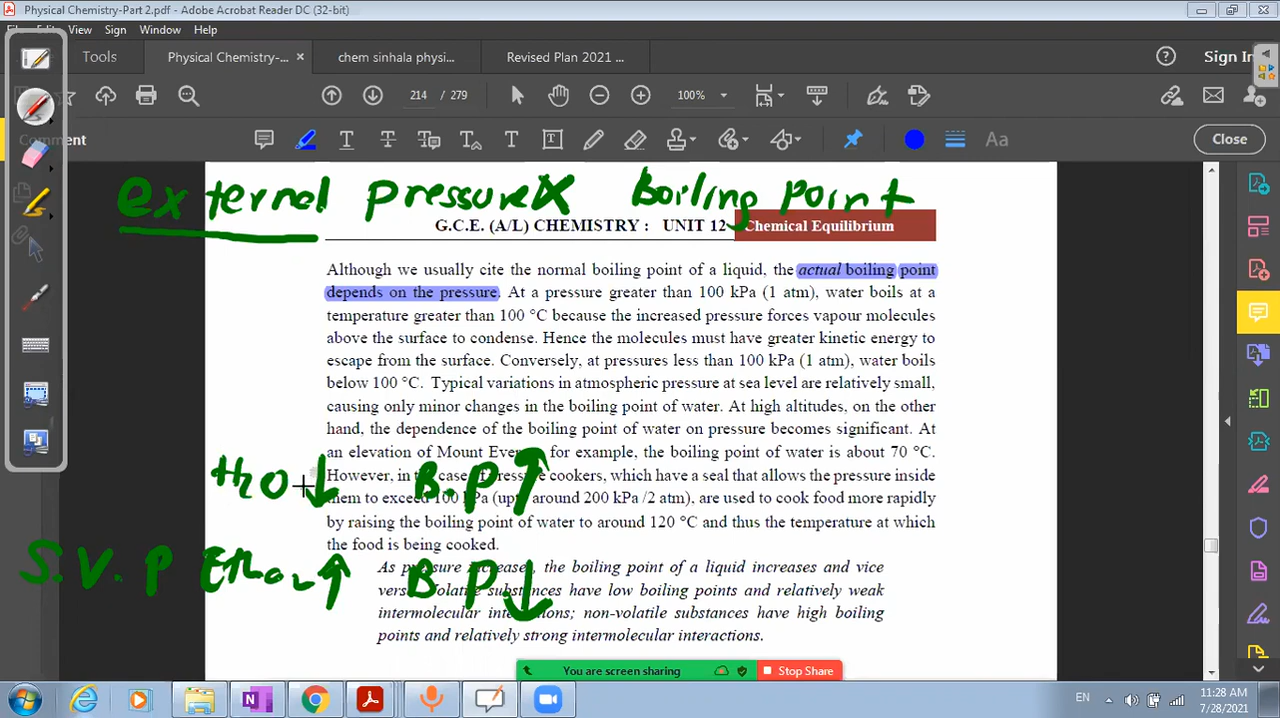 Physical Chemistry-Part 2.pdf - Adobe Acrobat Reader DC (32-bit)
View Sign Window Help
Tools Physical Chemistry-... × chem sinhala physi... Revised Plan 2021 ... Sign In
214 / 279 100%
Comment Close
external pressure X Boiling Point
G.C.E. (A/L) CHEMISTRY : UNIT 12- Chemical Equilibrium
Although we usually cite the normal boiling point of a liquid, the actual boiling point
depends on the pressure. At a pressure greater than 100 kPa (1 atm), water boils at a
temperature greater than 100 °C because the increased pressure forces vapour molecules
above the surface to condense. Hence the molecules must have greater kinetic energy to
escape from the surface. Conversely, at pressures less than 100 kPa (1 atm), water boils
below 100 °C. Typical variations in atmospheric pressure at sea level are relatively small,
causing only minor changes in the boiling point of water. At high altitudes, on the other
hand, the dependence of the boiling point of water on pressure becomes significant. At
an elevation of Mount Everest for example, the boiling point of water is about 70 °C.
H2O ↓ B.P ↑
However, in the case of pressure cookers, which have a seal that allows the pressure inside
them to exceed 100 kPa (up around 200 kPa /2 atm), are used to cook food more rapidly
by raising the boiling point of water to around 120 °C and thus the temperature at which
the food is being cooked.
S.V.P ↑ B.P ↓
As pressure increases, the boiling point of a liquid increases and vice
versa. Volatile substances have low boiling points and relatively weak
intermolecular interactions; non-volatile substances have high boiling
points and relatively strong intermolecular interactions.
You are screen sharing Stop Share
EN 11:28 AM
7/28/2021